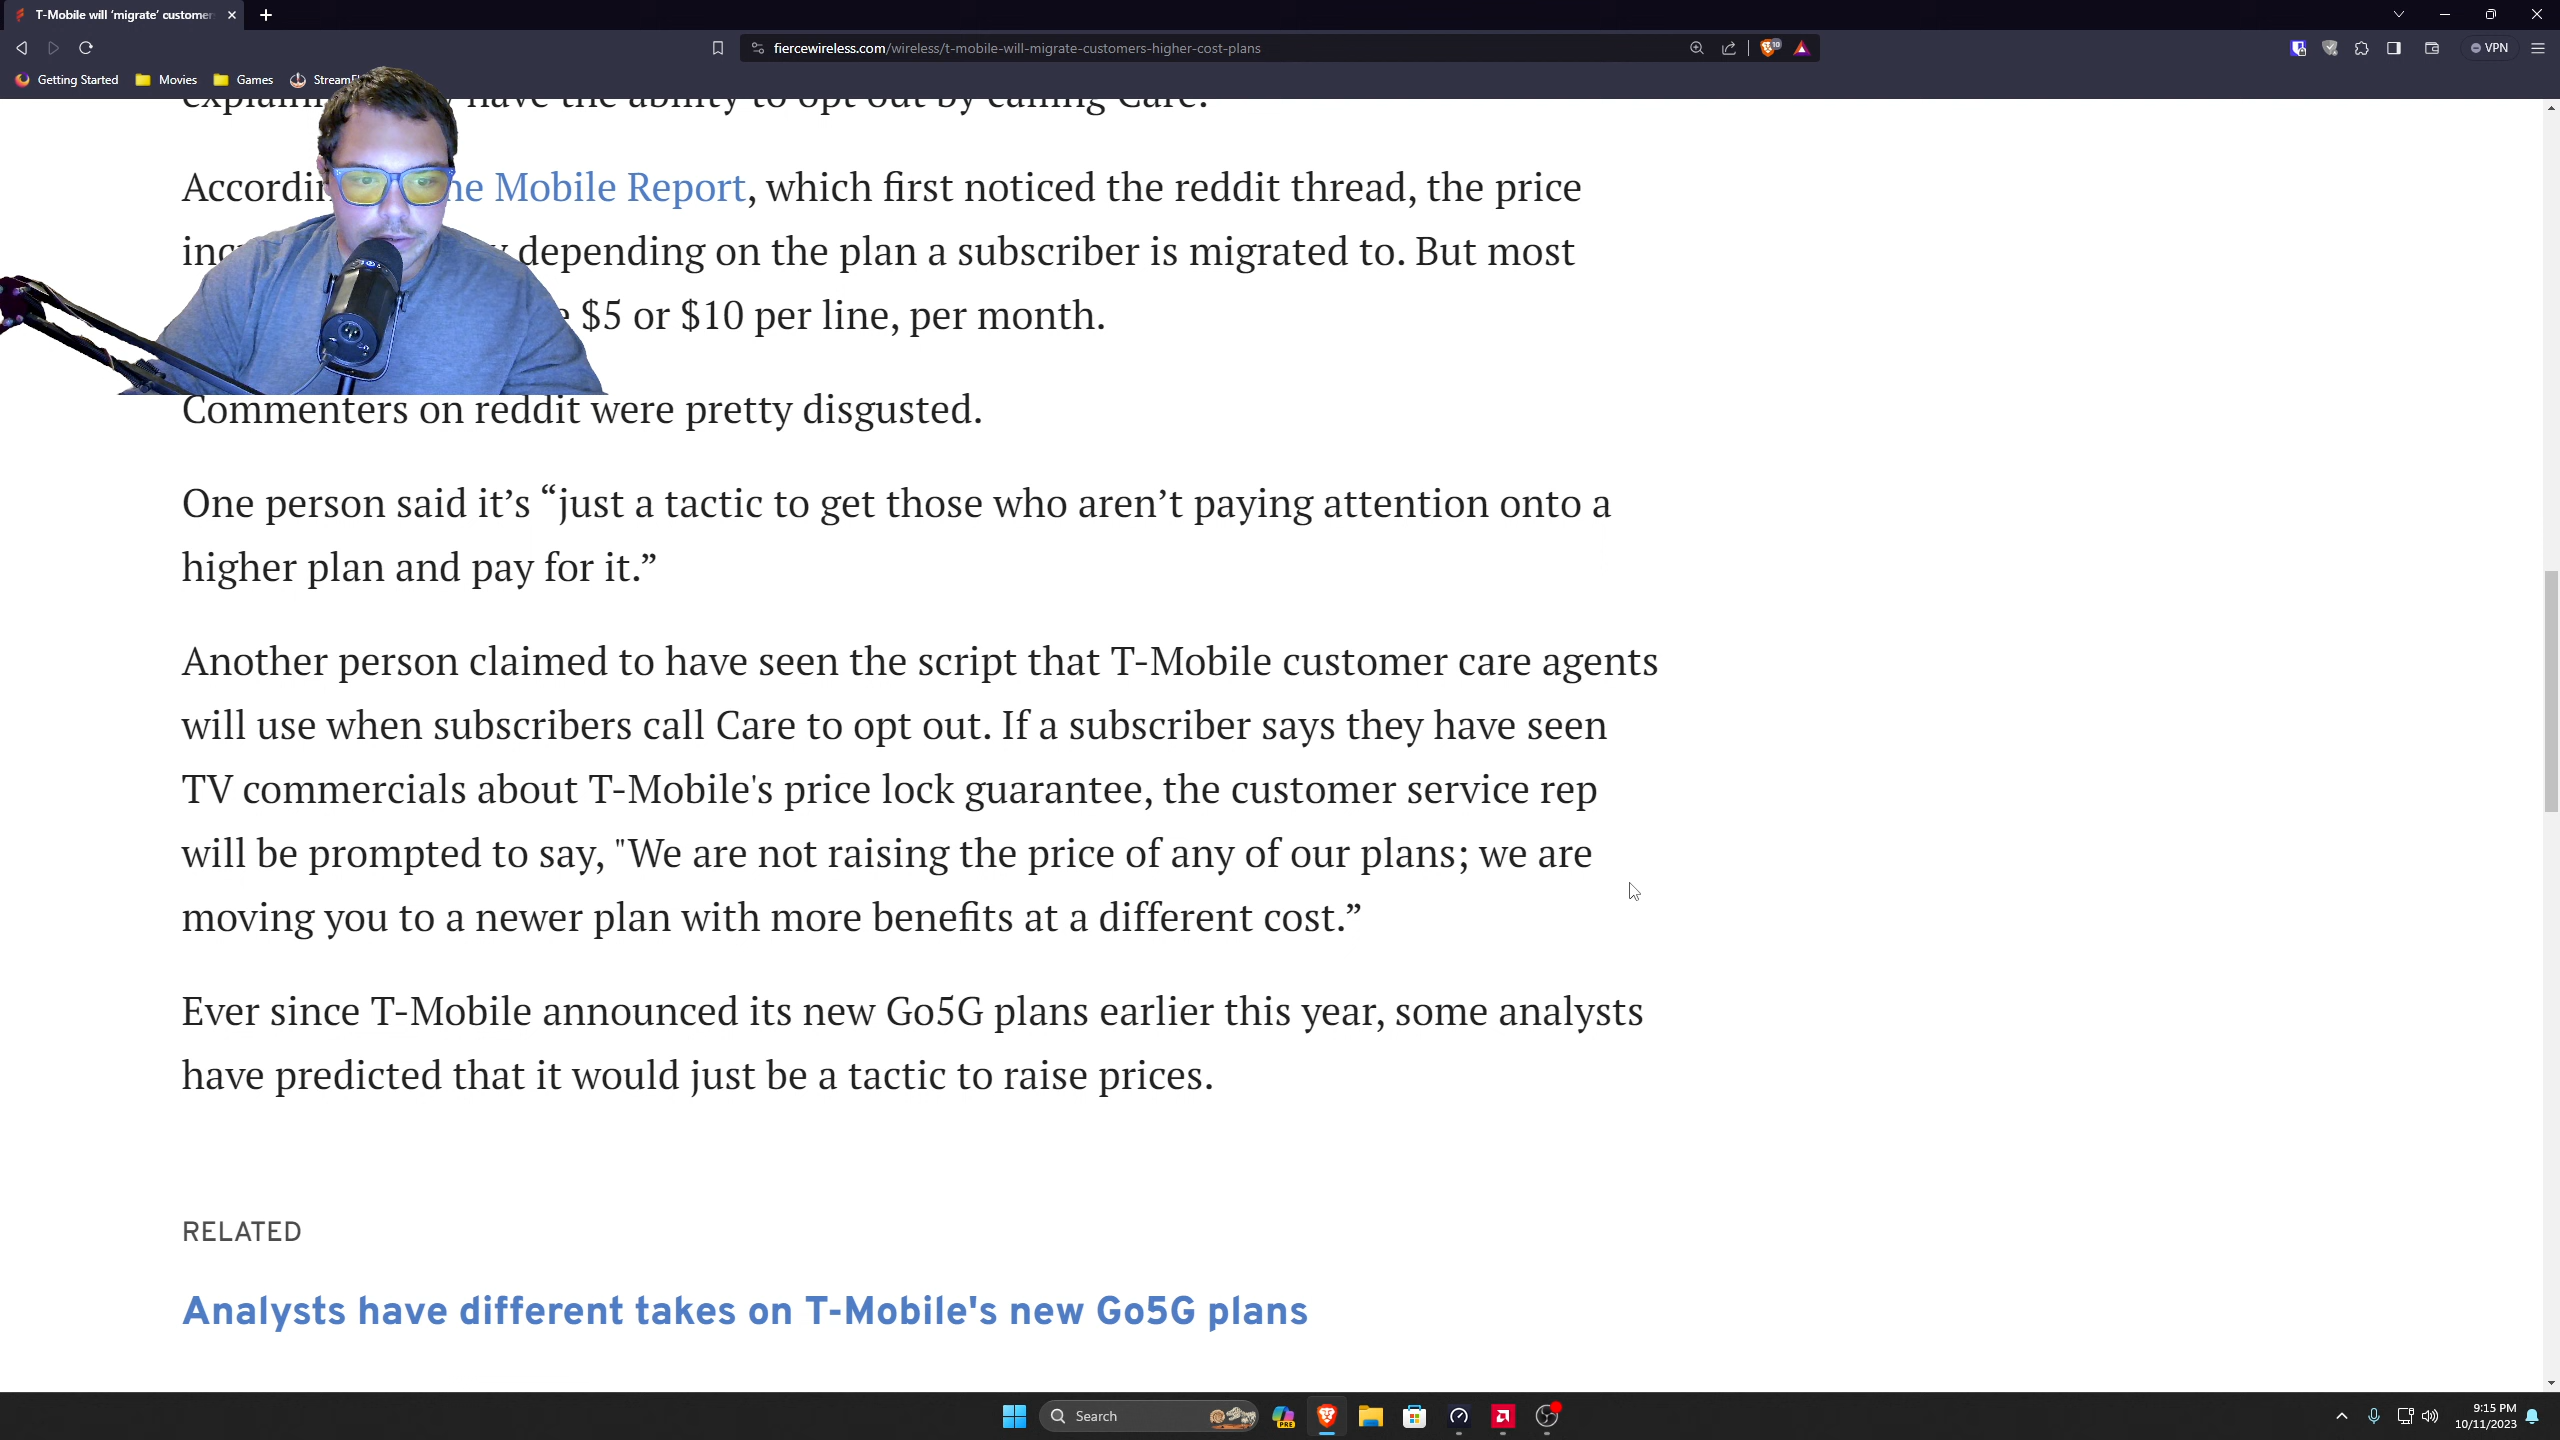 T-Mobile will ‘migrate’ customer
fiercewireless.com/wireless/t-mobile-will-migrate-customers-higher-cost-plans
10
VPN
Getting Started
Movies
Games
have the ability to opt out by calling Care.
Mobile Report, which first noticed the reddit thread, the price
depending on the plan a subscriber is migrated to. But most
$5 or $10 per line, per month.
Commenters on reddit were pretty disgusted.
One person said it’s “just a tactic to get those who aren’t paying attention onto a
higher plan and pay for it.”
Another person claimed to have seen the script that T-Mobile customer care agents
will use when subscribers call Care to opt out. If a subscriber says they have seen
TV commercials about T-Mobile's price lock guarantee, the customer service rep
will be prompted to say, "We are not raising the price of any of our plans; we are
moving you to a newer plan with more benefits at a different cost.”
Ever since T-Mobile announced its new Go5G plans earlier this year, some analysts
have predicted that it would just be a tactic to raise prices.
RELATED
Analysts have different takes on T-Mobile's new Go5G plans
Search
PRE
9:15 PM
10/11/2023